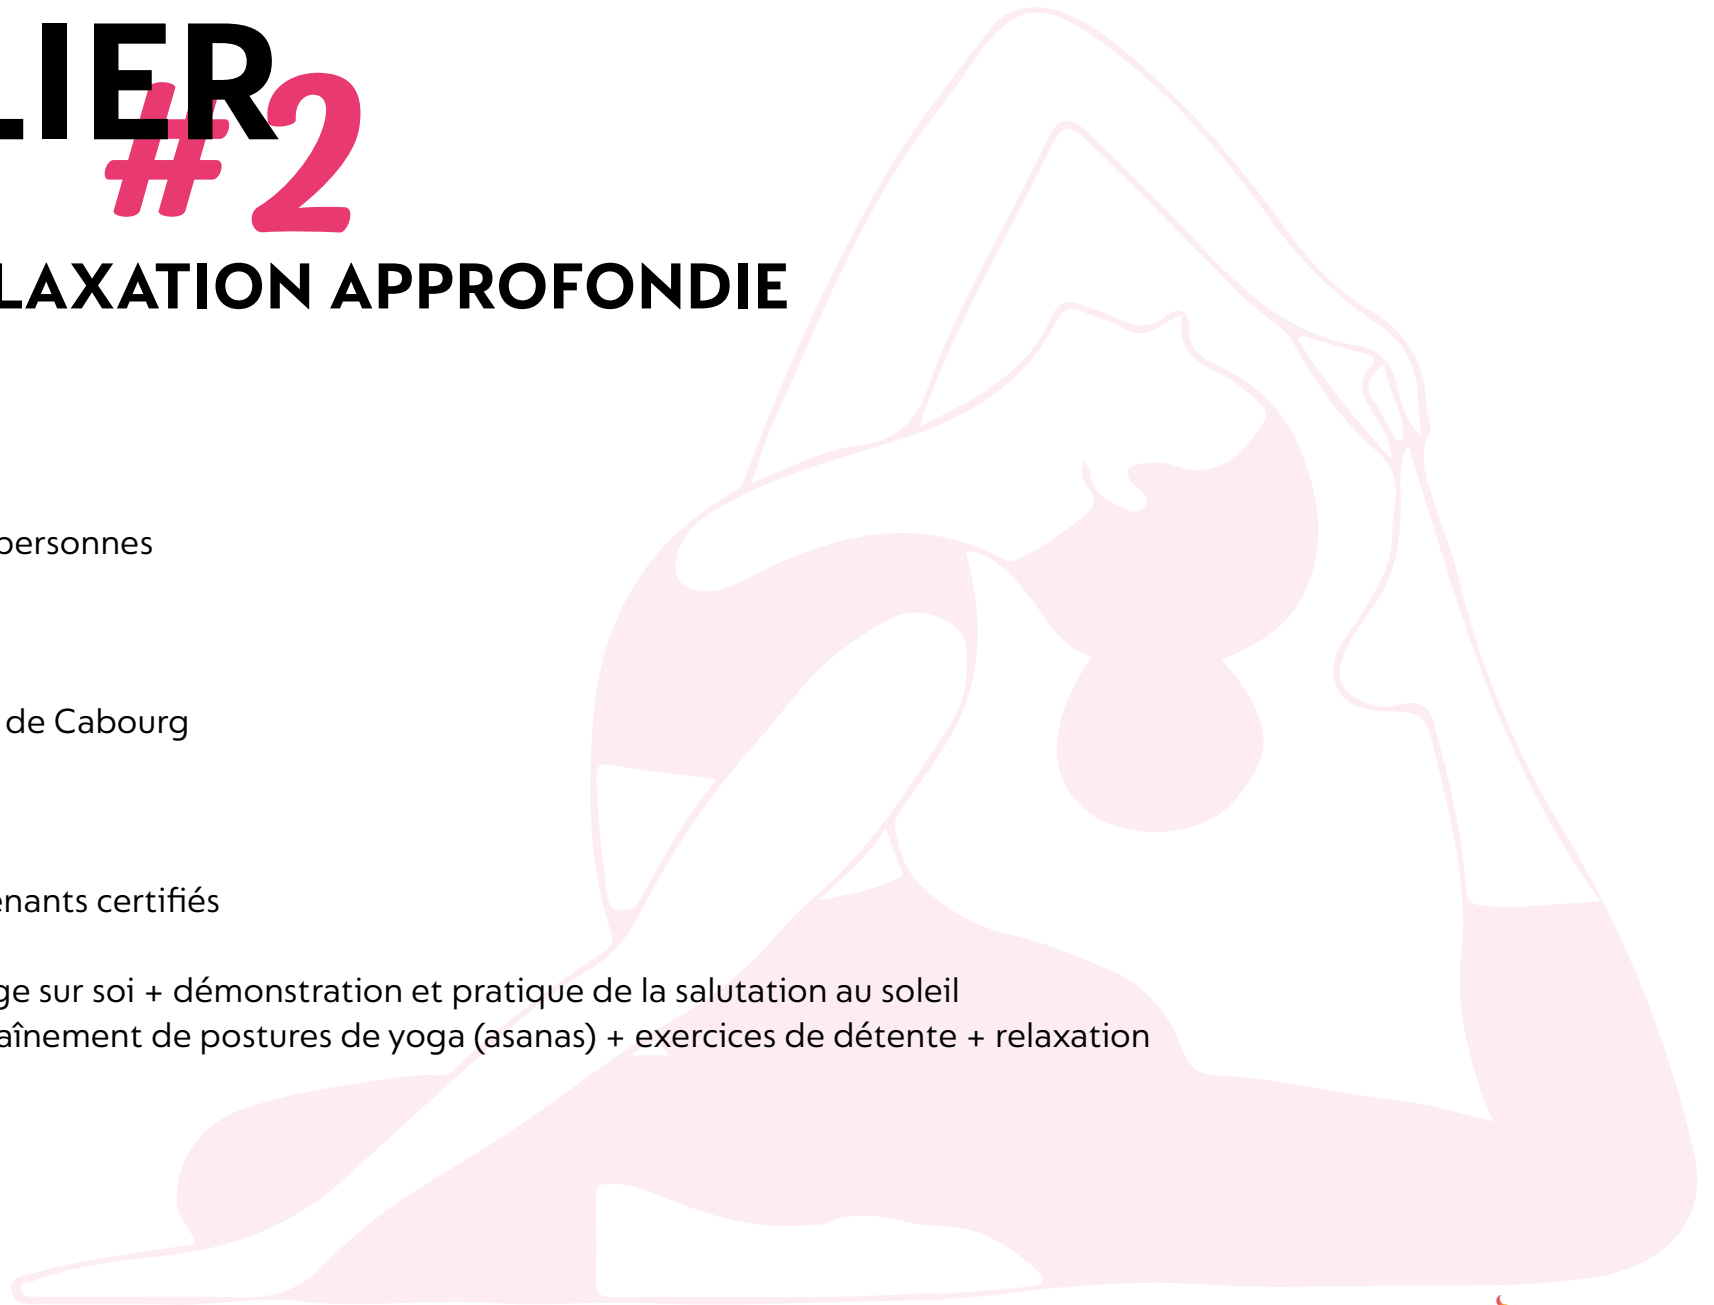 LIER
#2
LAXATION APPROFONDIE
personnes
de Cabourg
enants certifiés
ge sur soi + démonstration et pratique de la salutation au soleil
aînement de postures de yoga (asanas) + exercices de détente + relaxation